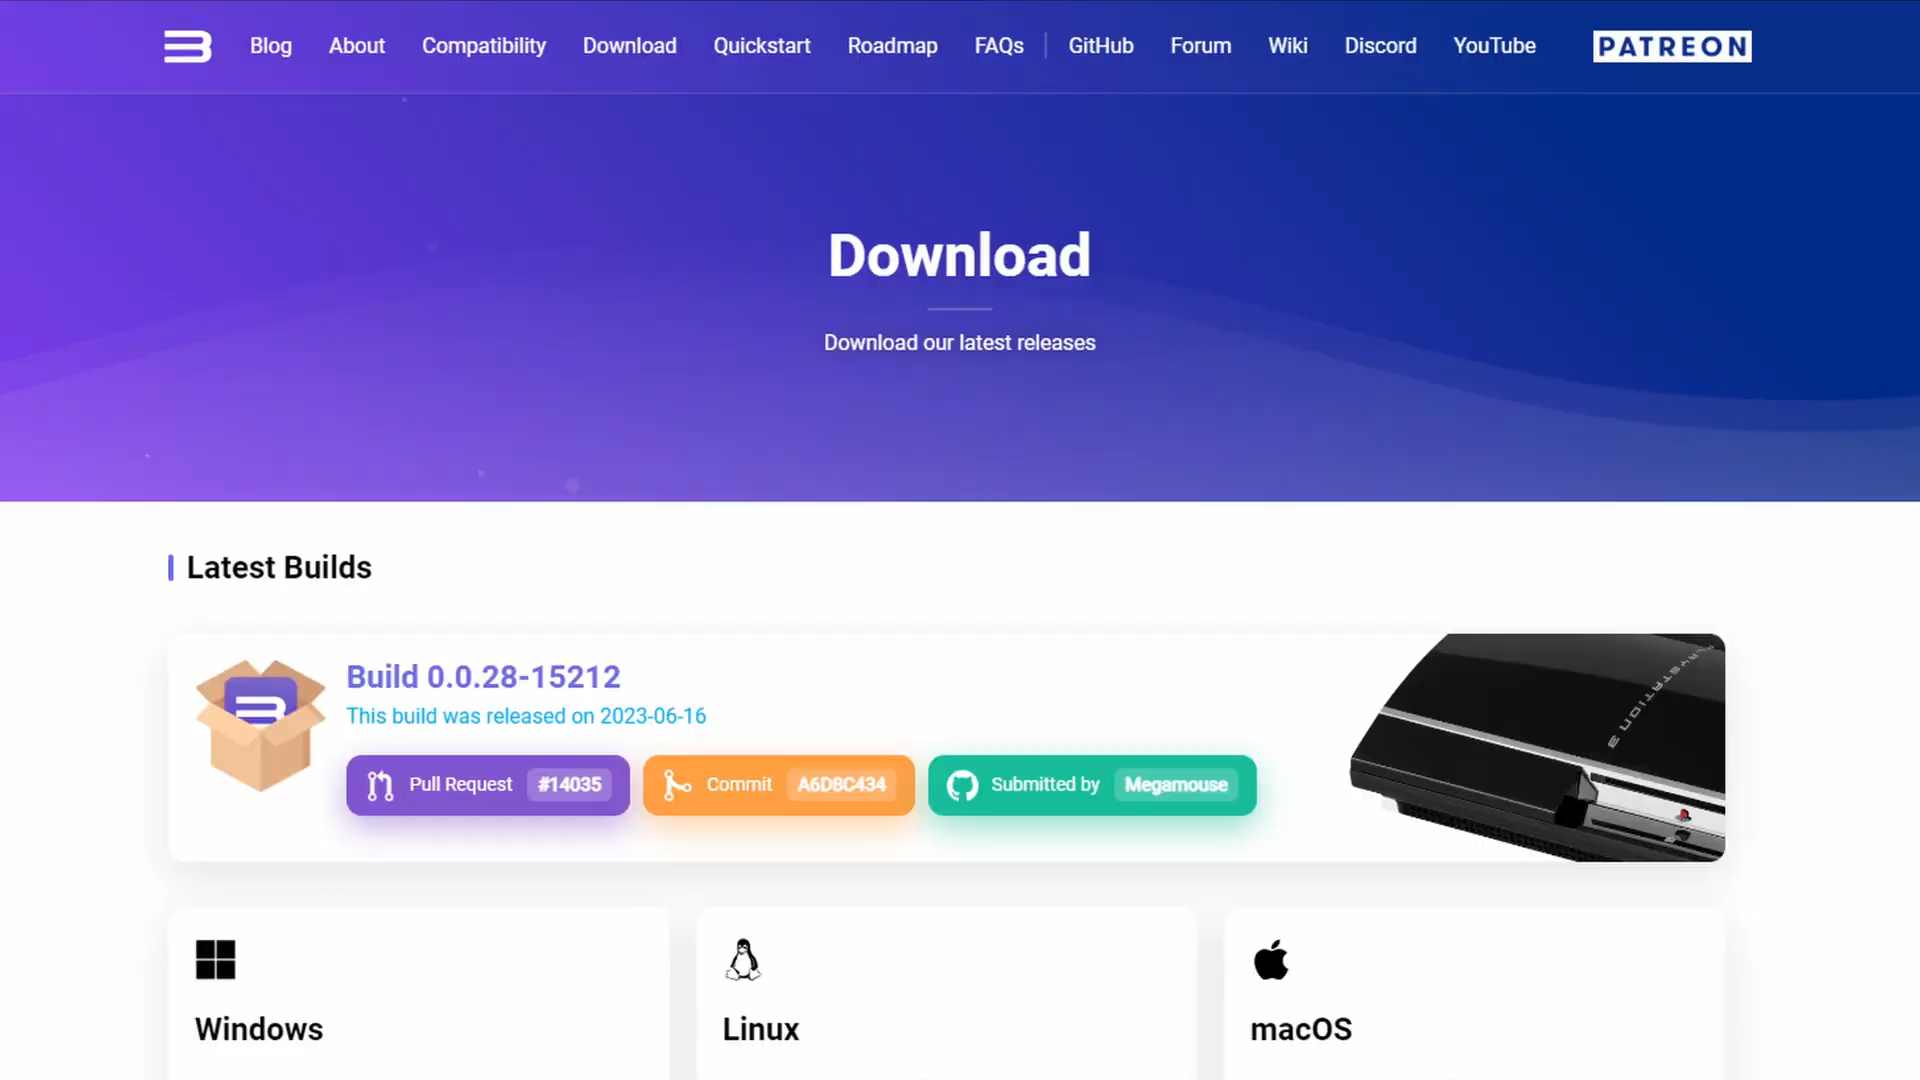 Blog About Compatibility Download Quickstart Roadmap FAQs GitHub Forum Wiki Discord YouTube PATREON
Download
Download our latest releases
Latest Builds
Build 0.0.28-15212
This build was released on 2023-06-16
Pull Request #14035 Commit A6D8C434 Submitted by Megamouse
PLAYSTATION 3
Windows Linux macOS